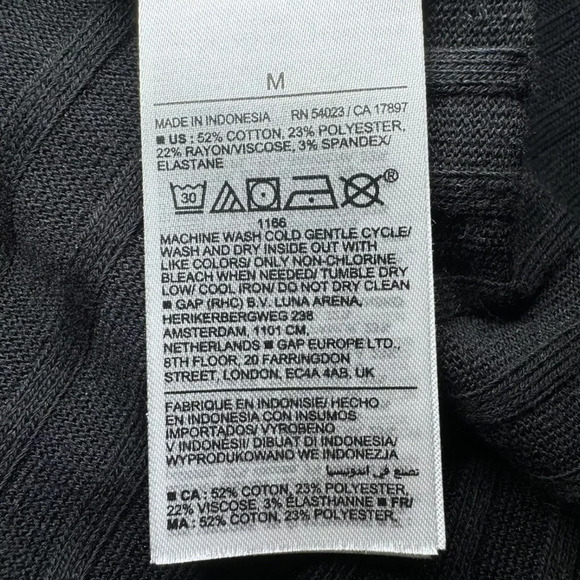 M
MADE IN INDONESIA RN 54023 / CA 17897
■ US : 52% COTTON, 23% POLYESTER,
22% RAYON/VISCOSE, 3% SPANDEX/
ELASTANE
30 ®
1166
MACHINE WASH COLD GENTLE CYCLE/
WASH AND DRY INSIDE OUT WITH
LIKE COLORS/ ONLY NON-CHLORINE
BLEACH WHEN NEEDED/ TUMBLE DRY
LOW/ COOL IRON/ DO NOT DRY CLEAN
■ GAP (RHC) B.V. LUNA ARENA,
HERIKERBERGWEG 238
AMSTERDAM, 1101 CM,
NETHERLANDS ■ GAP EUROPE LTD.,
8TH FLOOR, 20 FARRINGDON
STREET, LONDON, EC4A 4AB, UK
FABRIQUE EN INDONESIE/ HECHO
EN INDONESIA CON INSUMOS
IMPORTADOS/ VYROBENO
V INDONÉSII/ DIBUAT DI INDONESIA/
WYPRODUKOWANO WE INDONEZJA
تصنع في اندونيسيا
■ CA : 52% COTON, 23% POLYESTER,
22% VISCOSE, 3% ÉLASTHANNE ■ FR/
MA : 52% COTON, 23% POLYESTER,